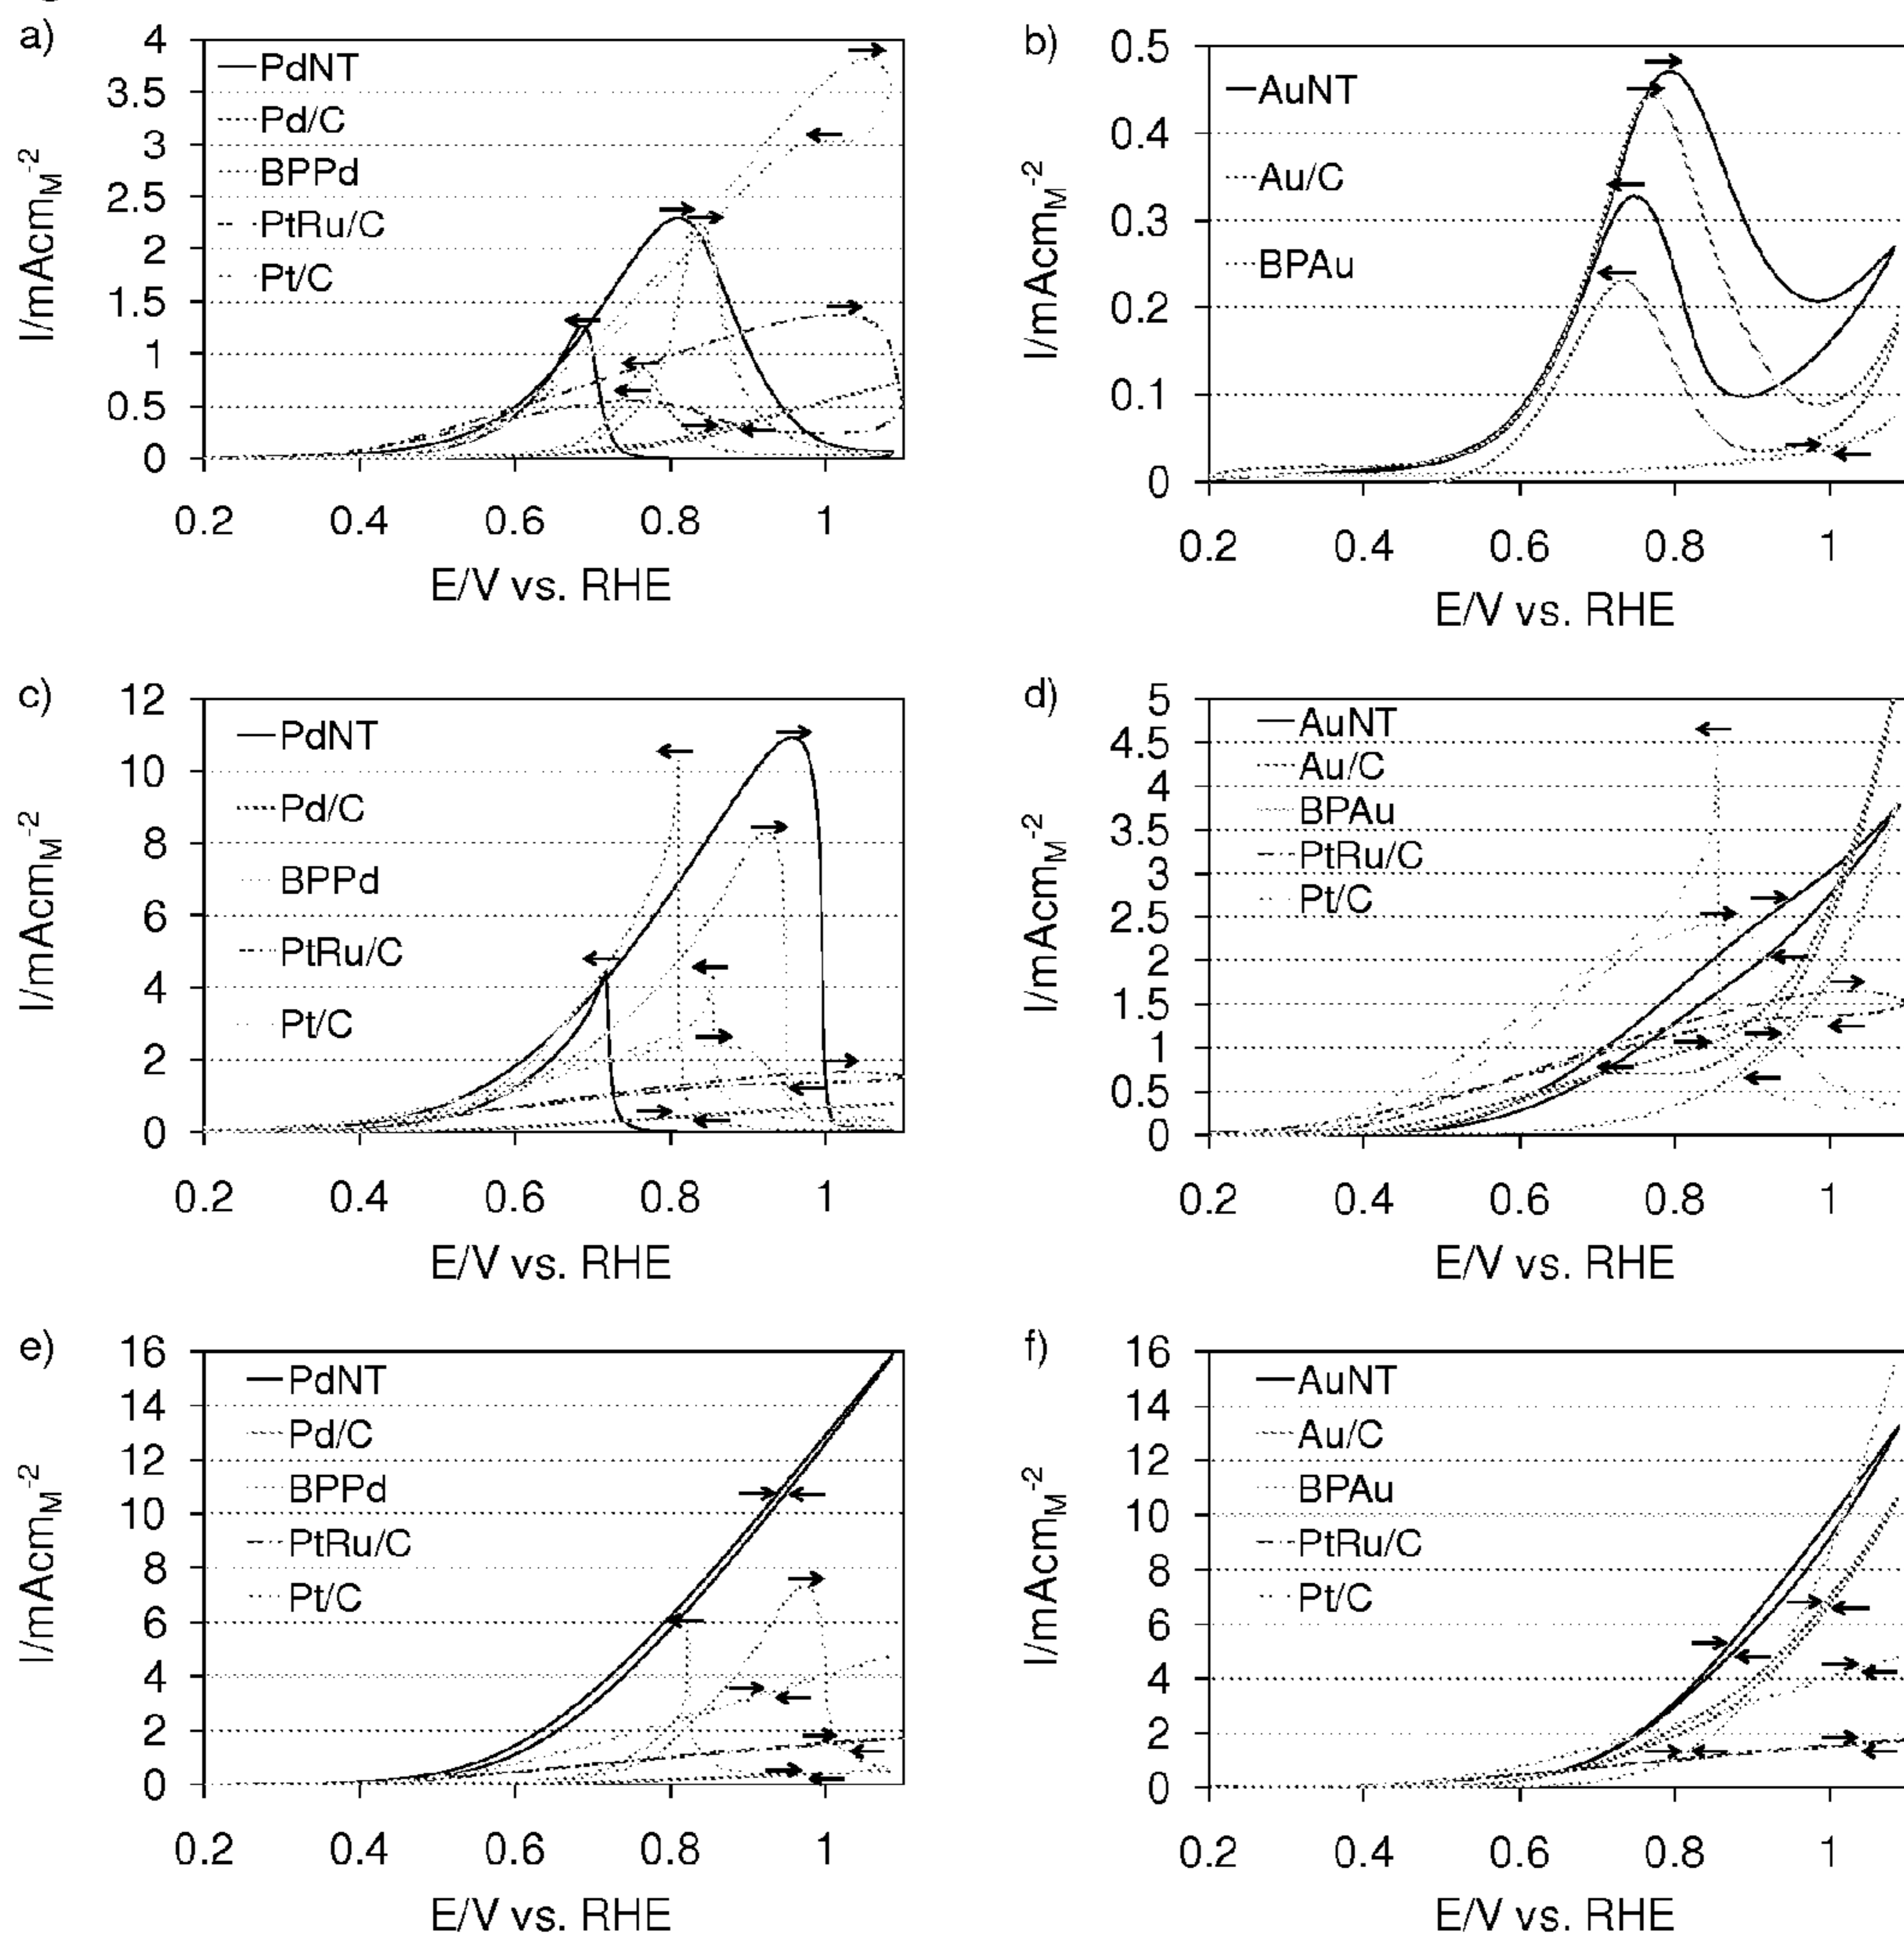 a)
4
3.5
3
2.5
2
1.5
1
0.5
0
I/mAcm_M^-2
PdNT
Pd/C
BPPd
PtRu/C
Pt/C
0.2 0.4 0.6 0.8 1
E/V vs. RHE
b)
0.5
0.4
0.3
0.2
0.1
0
I/mAcm_M^-2
AuNT
Au/C
BPAu
0.2 0.4 0.6 0.8 1
E/V vs. RHE
c)
12
10
8
6
4
2
0
I/mAcm_M^-2
PdNT
Pd/C
BPPd
PtRu/C
Pt/C
0.2 0.4 0.6 0.8 1
E/V vs. RHE
d)
5
4.5
4
3.5
3
2.5
2
1.5
1
0.5
0
I/mAcm_M^-2
AuNT
Au/C
BPAu
PtRu/C
Pt/C
0.2 0.4 0.6 0.8 1
E/V vs. RHE
e)
16
14
12
10
8
6
4
2
0
I/mAcm_M^-2
PdNT
Pd/C
BPPd
PtRu/C
Pt/C
0.2 0.4 0.6 0.8 1
E/V vs. RHE
f)
16
14
12
10
8
6
4
2
0
I/mAcm_M^-2
AuNT
Au/C
BPAu
PtRu/C
Pt/C
0.2 0.4 0.6 0.8 1
E/V vs. RHE